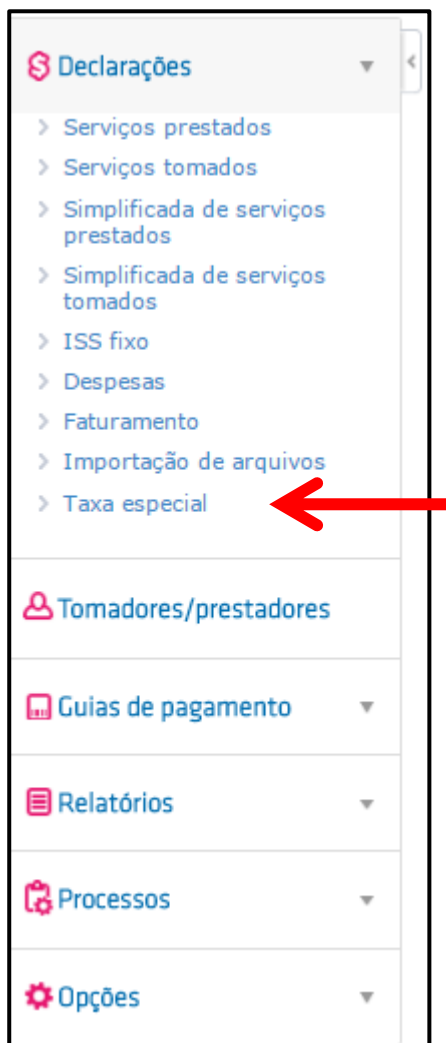 Declarações
Serviços prestados
Serviços tomados
Simplificada de serviços
prestados
Simplificada de serviços
tomados
ISS fixo
Despesas
Faturamento
Importação de arquivos
Taxa especial
Tomadores/prestadores
Guias de pagamento
Relatórios
Processos
Opções